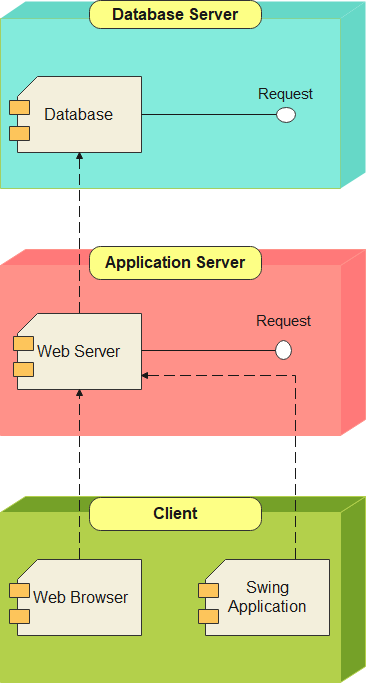 Database Server
Request
Database
Application Server
Request
Web Server
Client
Web Browser
Swing
Application